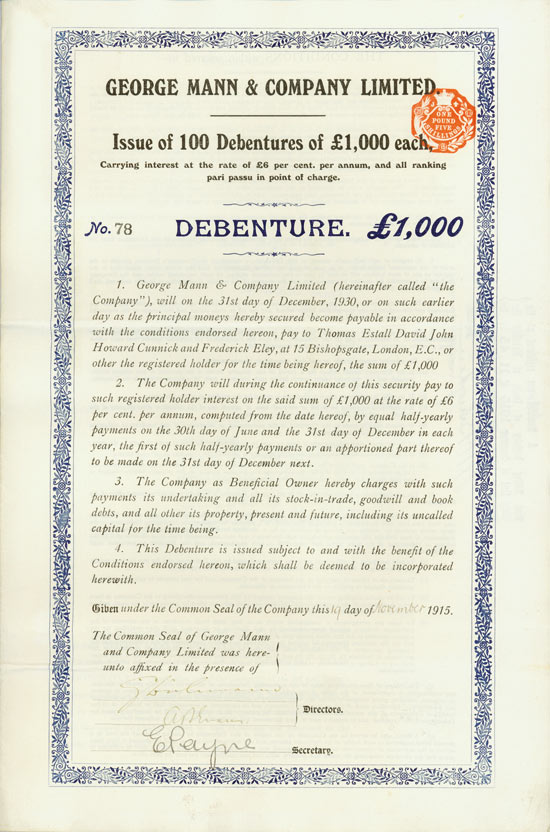 GEORGE MANN & COMPANY LIMITED.
ONE
POUND
FIVE
SHILLINGS
Issue of 100 Debentures of £1,000 each,
Carrying interest at the rate of £6 per cent. per annum, and all ranking
pari passu in point of charge.
No. 78 DEBENTURE. £1,000
1. George Mann & Company Limited (hereinafter called "the
Company"), will on the 31st day of December, 1930, or on such earlier
day as the principal moneys hereby secured become payable in accordance
with the conditions endorsed hereon, pay to Thomas Estall David John
Howard Cunnick and Frederick Eley, at 15 Bishopsgate, London, E.C., or
other the registered holder for the time being hereof, the sum of £1,000
2. The Company will during the continuance of this security pay to
such registered holder interest on the said sum of £1,000 at the rate of £6
per cent. per annum, computed from the date hereof, by equal half-yearly
payments on the 30th day of June and the 31st day of December in each
year, the first of such half-yearly payments or an apportioned part thereof
to be made on the 31st day of December next.
3. The Company as Beneficial Owner hereby charges with such
payments its undertaking and all its stock-in-trade, goodwill and book
debts, and all other its property, present and future, including its uncalled
capital for the time being.
4. This Debenture is issued subject to and with the benefit of the
Conditions endorsed hereon, which shall be deemed to be incorporated
herewith.
Given under the Common Seal of the Company this 19 day of November 1915.
The Common Seal of George Mann
and Company Limited was here-
unto affixed in the presence of
Directors.
EPayne
Secretary.